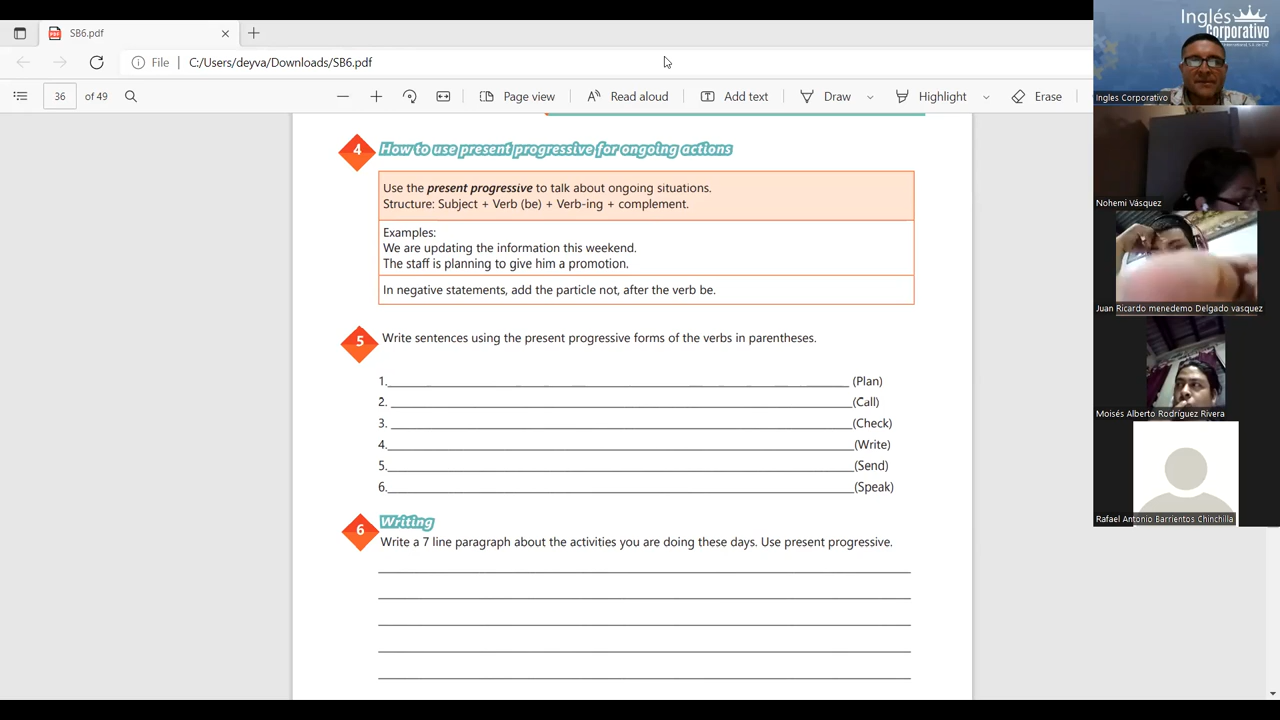 SB6.pdf
File
C:/Users/deyva/Downloads/SB6.pdf
36 of 49
Page view
Read aloud
Add text
Draw
Highlight
Erase
4 How to use present progressive for ongoing actions
Use the present progressive to talk about ongoing situations.
Structure: Subject + Verb (be) + Verb-ing + complement.
Examples:
We are updating the information this weekend.
The staff is planning to give him a promotion.
In negative statements, add the particle not, after the verb be.
5 Write sentences using the present progressive forms of the verbs in parentheses.
1.______ (Plan)
2. ______(Call)
3. ______(Check)
4.______(Write)
5.______(Send)
6.______(Speak)
6 Writing
Write a 7 line paragraph about the activities you are doing these days. Use present progressive.
Inglés
Corporativo
Ingles Corporativo
Nohemi Vásquez
Juan Ricardo menedemo Delgado vasquez
Moisés Alberto Rodríguez Rivera
Rafael Antonio Barrientos Chinchilla